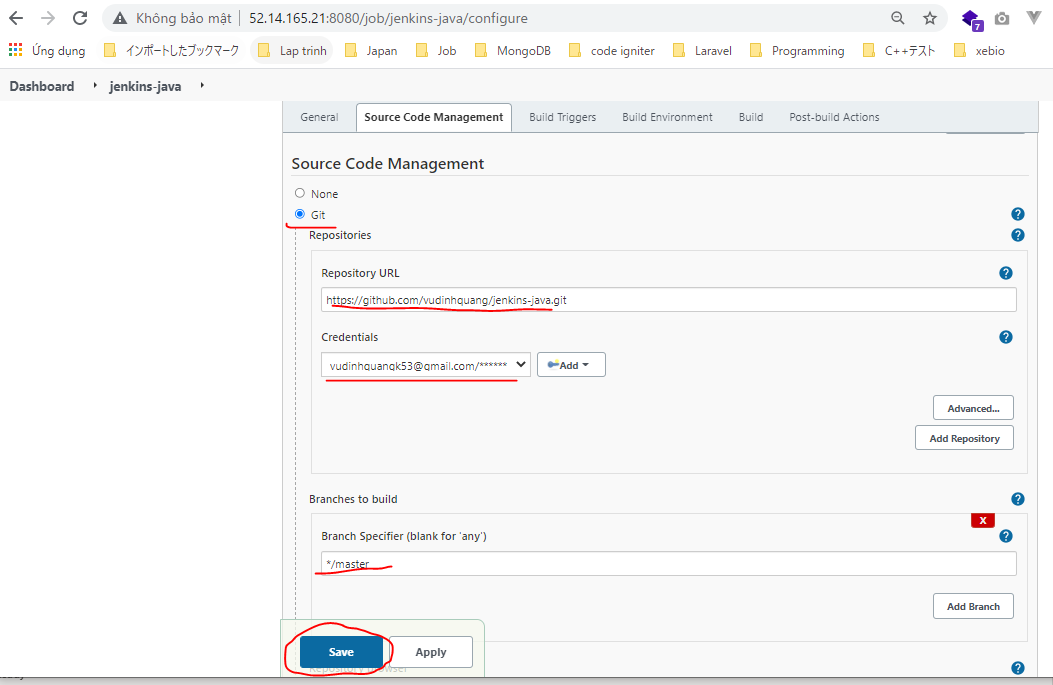 Không bảo mật | 52.14.165.21:8080/job/jenkins-java/configure
7
Ứng dụng インポートしたブックマーク Lap trinh Japan Job MongoDB code igniter Laravel Programming C++テスト xebio
Dashboard jenkins-java
General Source Code Management Build Triggers Build Environment Build Post-build Actions
Source Code Management
None
Git ?
Repositories ?
Repository URL ?
https://github.com/vudinhquang/jenkins-java.git
Credentials ?
vudinhquangk53@gmail.com/****** Add
Advanced...
Add Repository
Branches to build ?
X
Branch Specifier (blank for 'any') ?
*/master
Add Branch
Save Apply
Repository browser ?